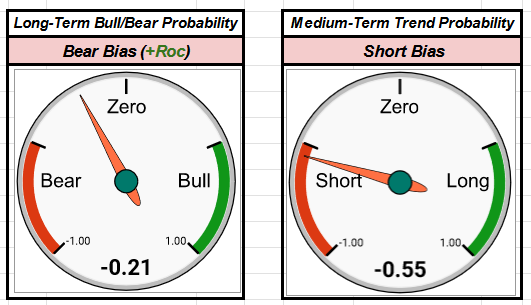 Long-Term Bull/Bear Probability
Bear Bias (+Roc)
Zero
Bear
Bull
-1.00
1.00
-0.21
Medium-Term Trend Probability
Short Bias
Zero
Short
Long
-1.00
1.00
-0.55